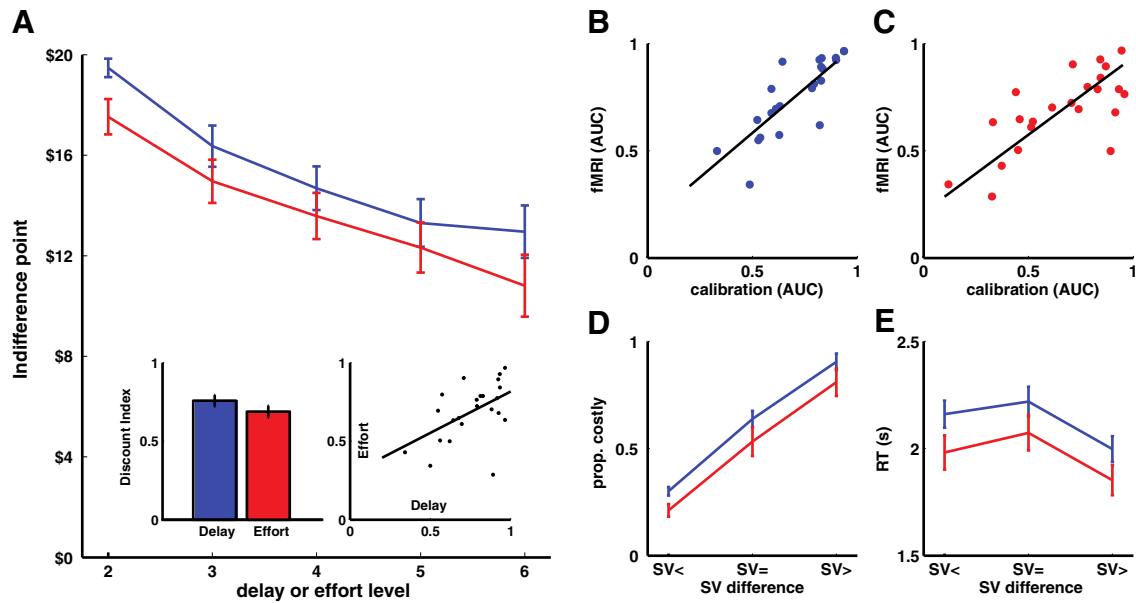 A
$20
$16
$12
$8
$4
$0
Indifference point
2 3 4 5 6
delay or effort level
1
0.5
0
Discount Index
Delay Effort
1
0.5
0
Effort
Delay
0 0.5 1
B
1
0.5
0
fMRI (AUC)
0 0.5 1
calibration (AUC)
C
1
0.5
0
fMRI (AUC)
0 0.5 1
calibration (AUC)
D
1
0.5
0
prop. costly
SV< SV= SV>
SV difference
E
2.5
2
1.5
RT (s)
SV< SV= SV>
SV difference